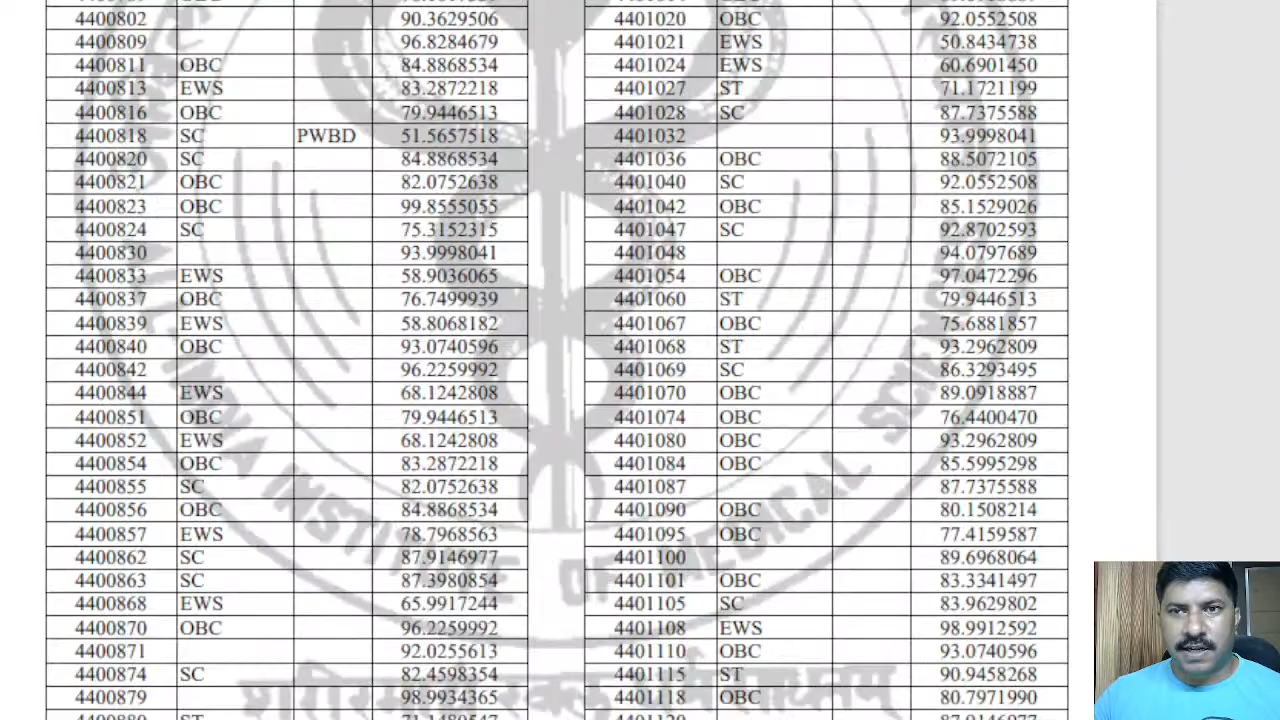 4400802 90.3629506
4400809 96.8284679
4400811 OBC 84.8868534
4400813 EWS 83.2872218
4400816 OBC 79.9446513
4400818 SC PWBD 51.5657518
4400820 SC 84.8868534
4400821 OBC 82.0752638
4400823 OBC 99.8555055
4400824 SC 75.3152315
4400830 93.9998041
4400833 EWS 58.9036065
4400837 OBC 76.7499939
4400839 EWS 58.8068182
4400840 OBC 93.0740596
4400842 96.2259992
4400844 EWS 68.1242808
4400851 OBC 79.9446513
4400852 EWS 68.1242808
4400854 OBC 83.2872218
4400855 SC 82.0752638
4400856 OBC 84.8868534
4400857 EWS 78.7968563
4400862 SC 87.9146977
4400863 SC 87.3980854
4400868 EWS 65.9917244
4400870 OBC 96.2259992
4400871 92.0255613
4400874 SC 82.4598354
4400879 98.9934365
4401020 OBC 92.0552508
4401021 EWS 50.8434738
4401024 EWS 60.6901450
4401027 ST 71.1721199
4401028 SC 87.7375588
4401032 93.9998041
4401036 OBC 88.5072105
4401040 SC 92.0552508
4401042 OBC 85.1529026
4401047 SC 92.8702593
4401048 94.0797689
4401054 OBC 97.0472296
4401060 ST 79.9446513
4401067 OBC 75.6881857
4401068 ST 93.2962809
4401069 SC 86.3293495
4401070 OBC 89.0918887
4401074 OBC 76.4400470
4401080 OBC 93.2962809
4401084 OBC 85.5995298
4401087 87.7375588
4401090 OBC 80.1508214
4401095 OBC 77.4159587
4401100 89.6968064
4401101 OBC 83.3341497
4401105 SC 83.9629802
4401108 EWS 98.9912592
4401110 OBC 93.0740596
4401115 ST 90.9458268
4401118 OBC 80.7971990
ALL-INDIA INSTITUTE OF MEDICAL SCIENCES